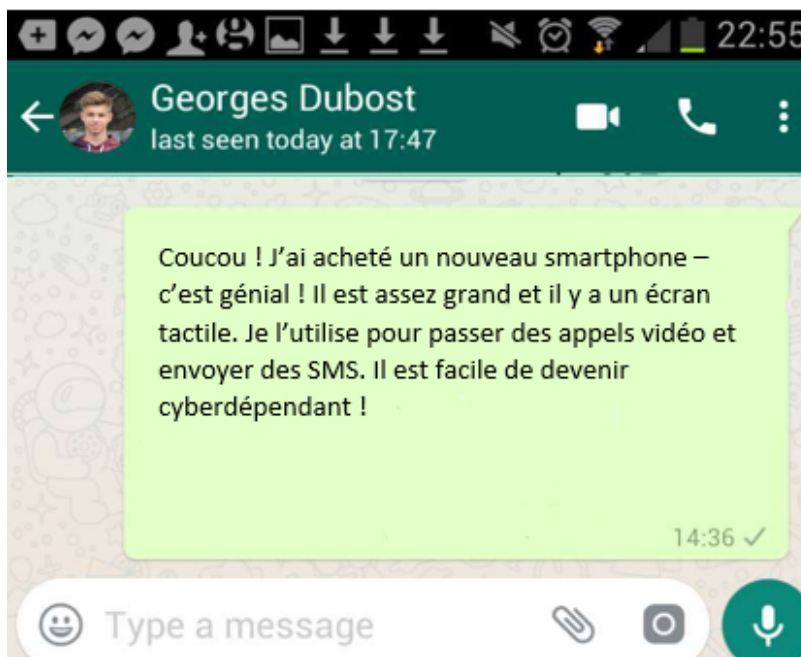 22:55
Georges Dubost
last seen today at 17:47
Coucou ! J'ai acheté un nouveau smartphone –
c'est génial ! Il est assez grand et il y a un écran
tactile. Je l'utilise pour passer des appels vidéo et
envoyer des SMS. Il est facile de devenir
cyberdépendant !
14:36
Type a message